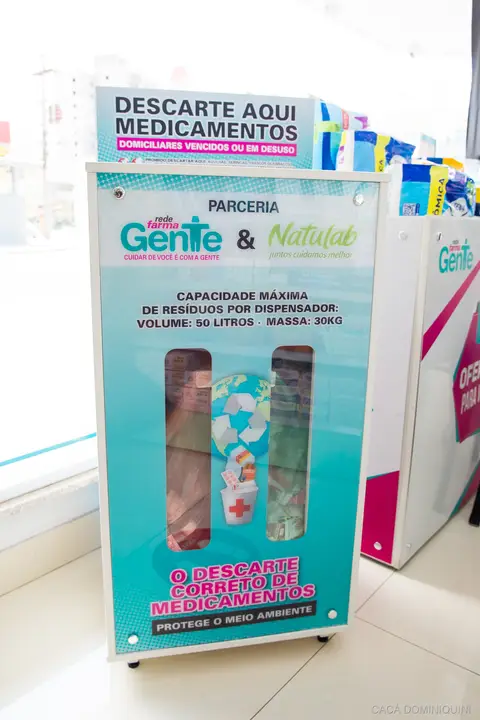 DESCARTE AQUI
MEDICAMENTOS
DOMICILIARES VENCIDOS OU EM DESUSO
PARCERIA
rede
farma
Gente
CUIDAR DE VOCÊ É COM A GENTE
&
Natulab
juntos cuidamos melhor
CAPACIDADE MÁXIMA
DE RESÍDUOS POR DISPENSADOR:
VOLUME: 50 LITROS - MASSA: 30KG
O DESCARTE
CORRETO DE
MEDICAMENTOS
PROTEGE O MEIO AMBIENTE
rede
farma
Gente
CACÁ DOMINIQUINI